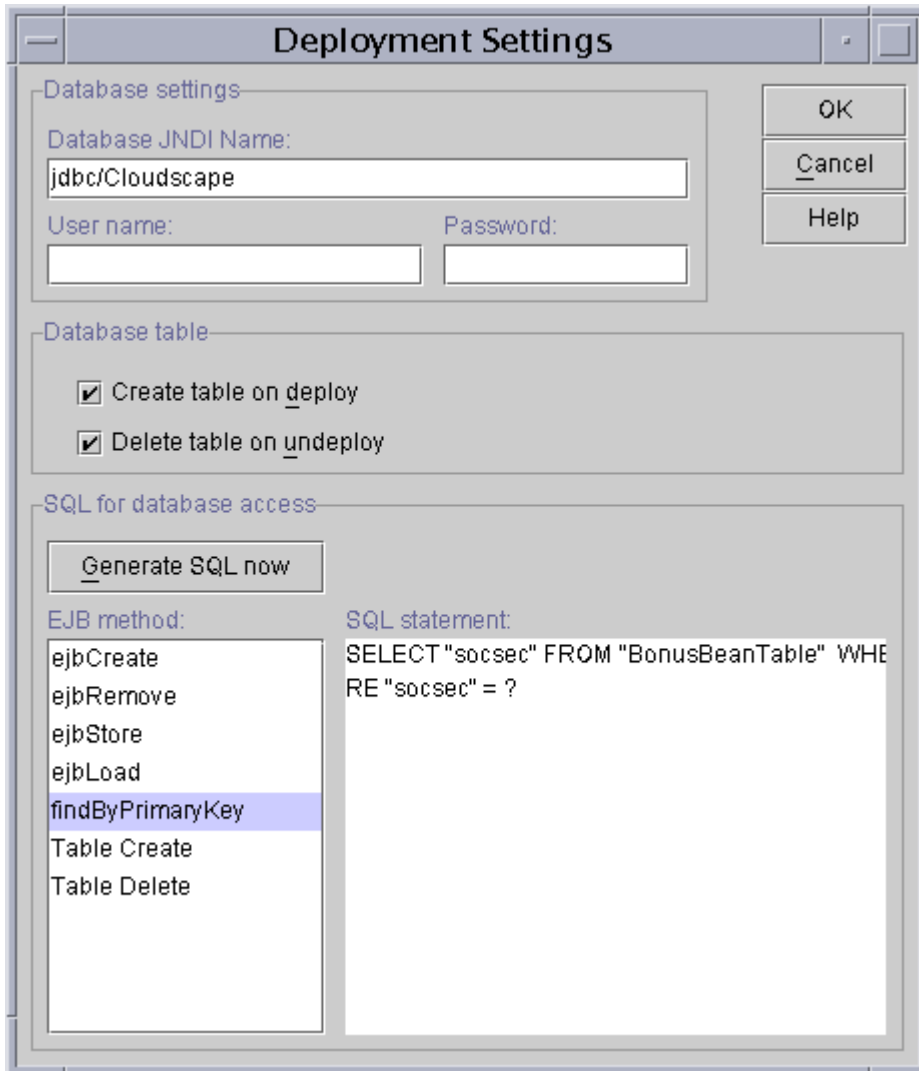 Deployment Settings
Database settings
OK
Database JNDI Name:
Cancel
jdbc/Cloudscape
Help
User name: Password:
Database table
Create table on deploy
Delete table on undeploy
SQL for database access
Generate SQL now
EJB method:
ejbCreate
ejbRemove
ejbStore
ejbLoad
findByPrimaryKey
Table Create
Table Delete
SQL statement:
SELECT "socsec" FROM "BonusBeanTable" WHE
RE "socsec" = ?